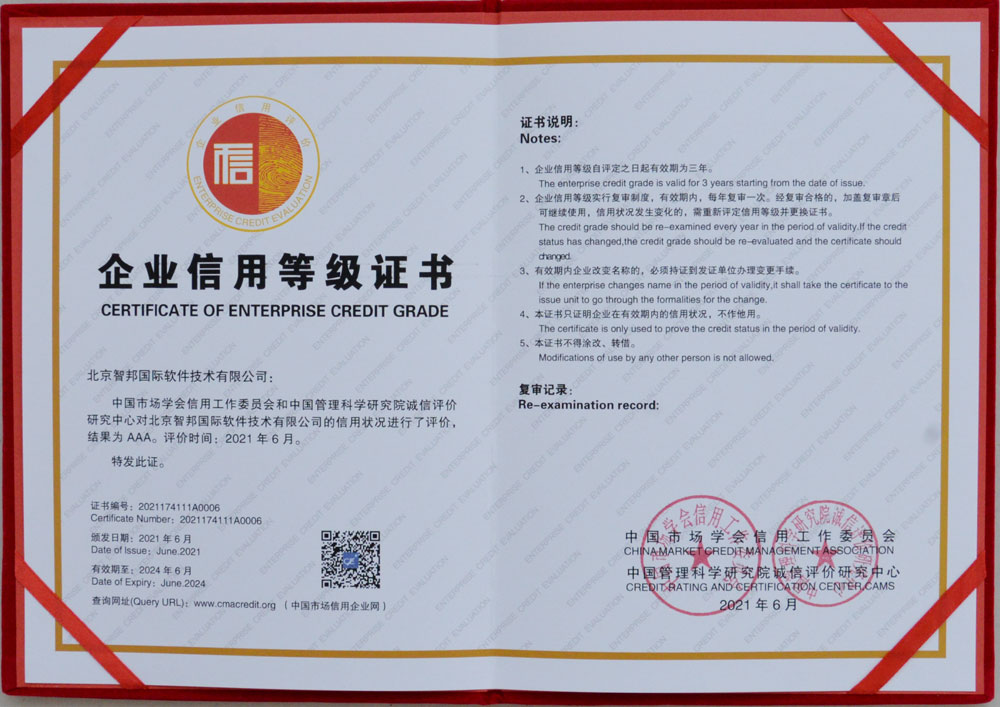 企业信用评价
信
ENTERPRISE CREDIT EVALUATION
企业信用等级证书
CERTIFICATE OF ENTERPRISE CREDIT GRADE
北京智邦国际软件技术有限公司：
中国市场学会信用工作委员会和中国管理科学研究院诚信评价
研究中心对北京智邦国际软件技术有限公司的信用状况进行了评价，
结果为 AAA。评价时间：2021 年 6 月。
特发此证。
证书编号：2021174111A0006
Certificate Number：2021174111A0006
颁发日期：2021 年 6 月
Date of Issue：June.2021
有效期至：2024 年 6 月
Date of Expiry：June.2024
查询网址(Query URL)：www.cmacredit.org （ 中国市场信用企业网 ）
证书说明：
Notes:
1、企业信用等级自评定之日起有效期为三年。
The enterprise credit grade is valid for 3 years starting from the date of issue.
2、企业信用等级实行复审制度，有效期内，每年复审一次。经复审合格的，加盖复审章后
可继续使用，信用状况发生变化的，需重新评定信用等级并更换证书。
The credit grade should be re-examined every year in the period of validity.If the credit
status has changed,the credit grade should be re-evaluated and the certificate should
changed.
3、有效期内企业改变名称的，必须持证到发证单位办理变更手续。
If the enterprise changes name in the period of validity,it shall take the certificate to the
issue unit to go through the formalities for the change.
4、本证书只证明企业在有效期内的信用状况，不作他用。
The certificate is only used to prove the credit status in the period of validity.
5、本证书不得涂改、转借。
Modifications of use by any other person is not allowed.
复审记录：
Re-examination record:
中国市场学会信用工作委员会
CHINA MARKET CREDIT MANAGEMENT ASSOCIATION
中国管理科学研究院诚信评价研究中心
CREDIT RATING AND CERTIFICATION CENTER,CAMS
2021 年 6 月